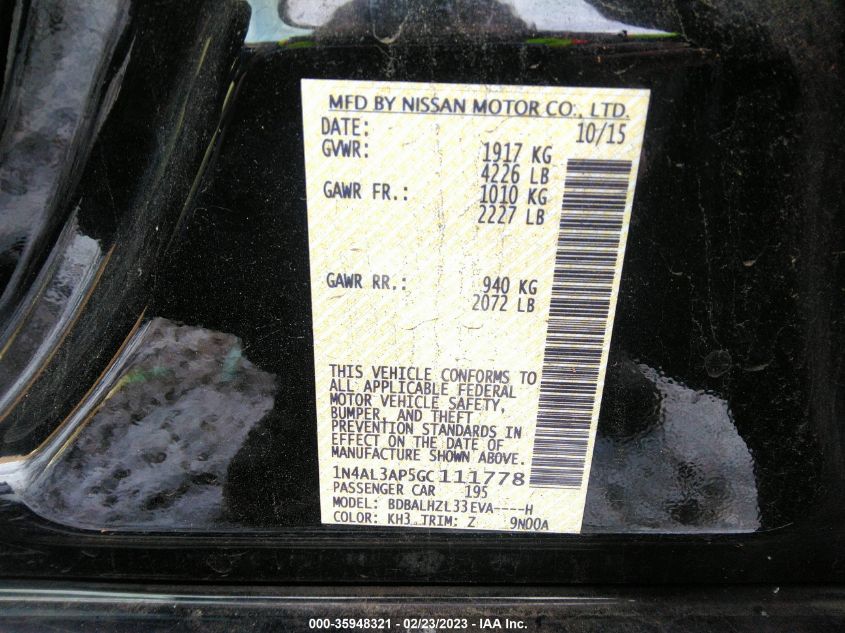 MFD BY NISSAN MOTOR CO., LTD.
DATE: 10/15
GVWR: 1917 KG
4226 LB
GAWR FR.: 1010 KG
2227 LB
GAWR RR.: 940 KG
2072 LB
THIS VEHICLE CONFORMS TO
ALL APPLICABLE FEDERAL
MOTOR VEHICLE SAFETY,
BUMPER, AND THEFT
PREVENTION STANDARDS IN
EFFECT ON THE DATE OF
MANUFACTURE SHOWN ABOVE.
1N4AL3AP5GC111778
PASSENGER CAR 195
MODEL: BDBALHZL33EVA----H
COLOR: KH3 TRIM: Z 9N00A
000-35948321 - 02/23/2023 - IAA Inc.